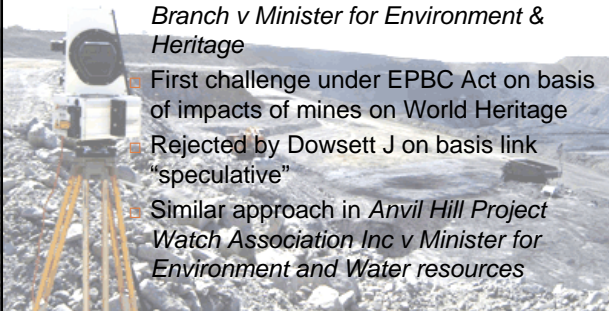 Branch v Minister for Environment &
Heritage
First challenge under EPBC Act on basis
of impacts of mines on World Heritage
Rejected by Dowsett J on basis link
“speculative”
Similar approach in Anvil Hill Project
Watch Association Inc v Minister for
Environment and Water resources